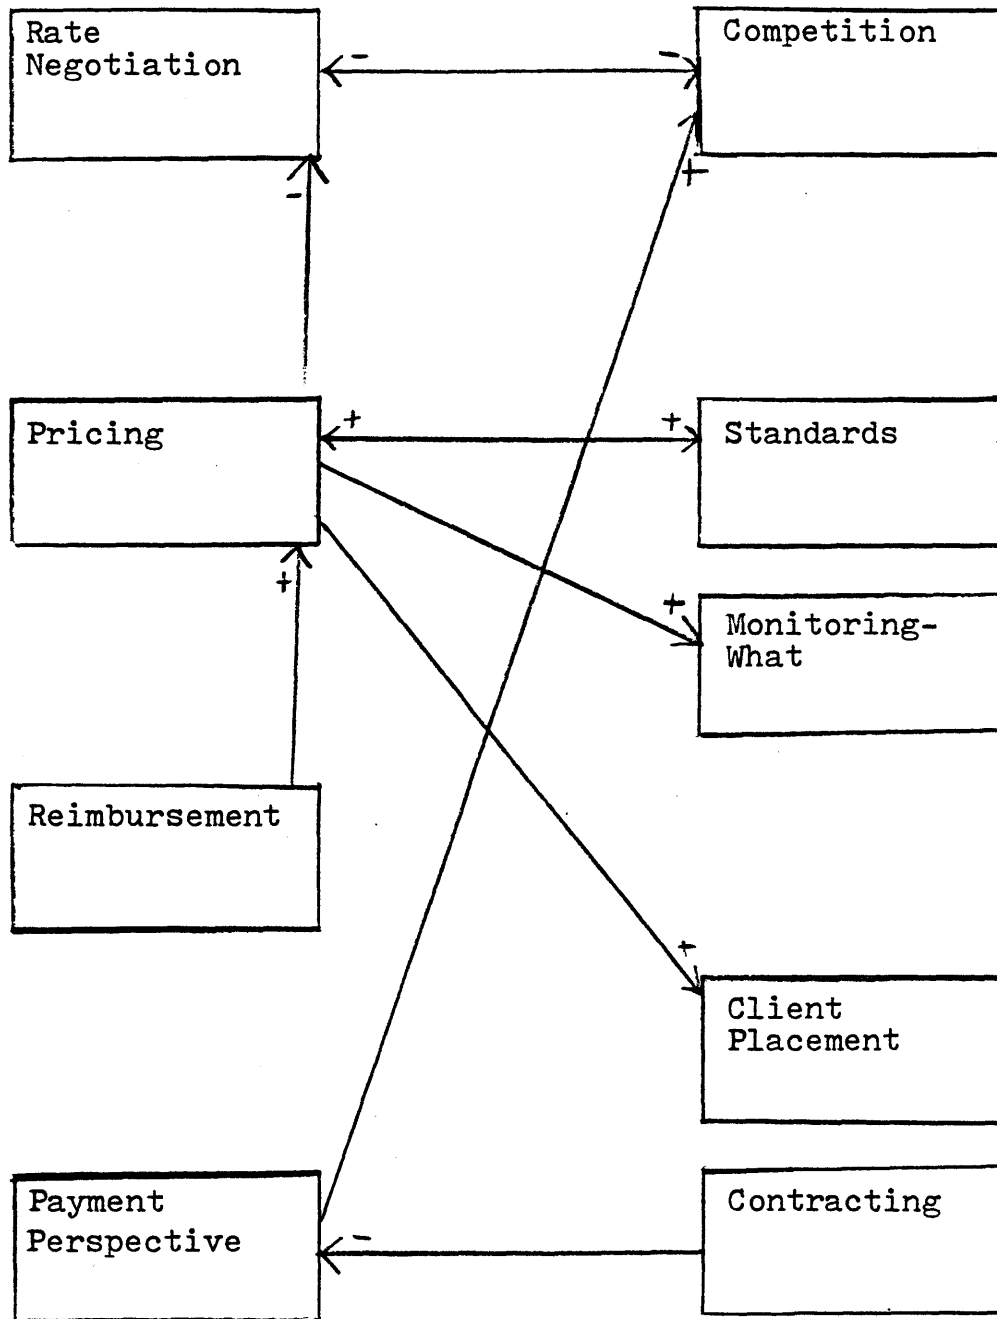 Rate
Negotiation
Competition
-
-
+
-
Pricing
+
+
Standards
+
+
Monitoring-
What
Reimbursement
+
Client
Placement
Payment
Perspective
-
Contracting